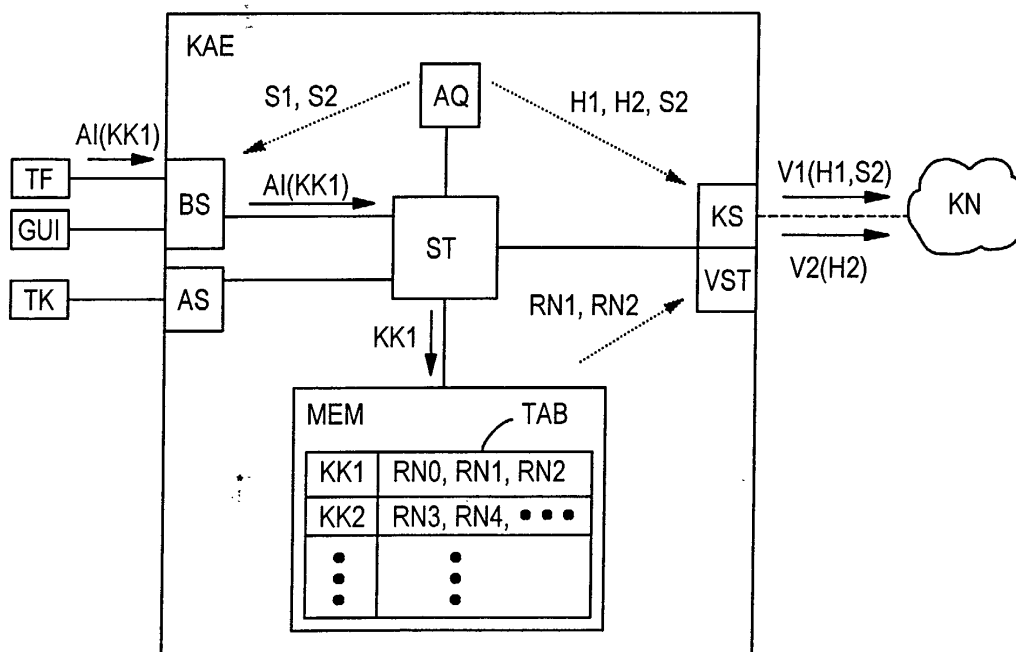 KAE
S1, S2
AQ
H1, H2, S2
AI(KK1)
TF
BS
AI(KK1)
GUI
ST
KS
V1(H1,S2)
KN
V2(H2)
TK
AS
VST
RN1, RN2
KK1
MEM
TAB
KK1 RN0, RN1, RN2
KK2 RN3, RN4, •••